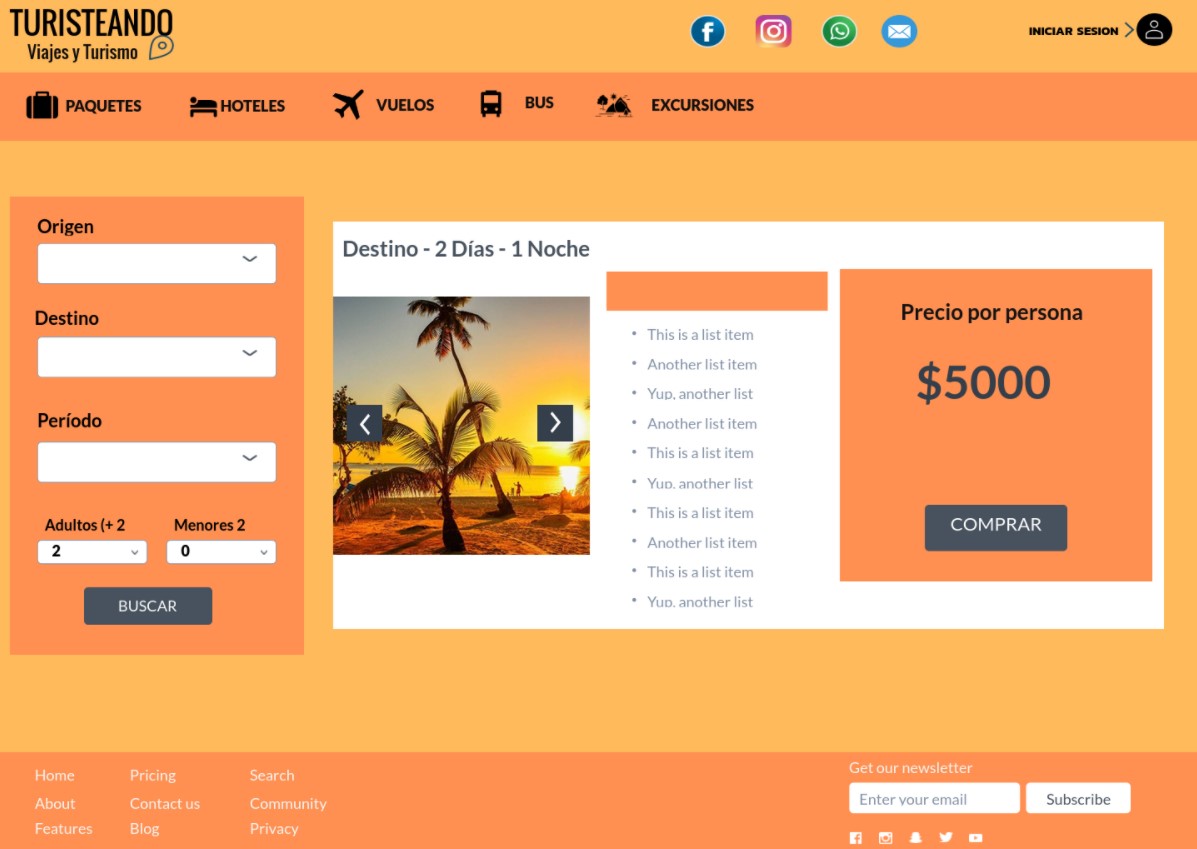 TURISTEANDO
Viajes y Turismo
INICIAR SESION
PAQUETES
HOTELES
VUELOS
BUS
EXCURSIONES
Origen
Destino
Período
Adultos (+ 2
Menores 2
2
0
BUSCAR
Destino - 2 Días - 1 Noche
This is a list item
Another list item
Yup, another list
Another list item
This is a list item
Yup, another list
This is a list item
Another list item
This is a list item
Yup, another list
Precio por persona
$5000
COMPRAR
Home
Pricing
Search
About
Contact us
Community
Features
Blog
Privacy
Get our newsletter
Enter your email
Subscribe